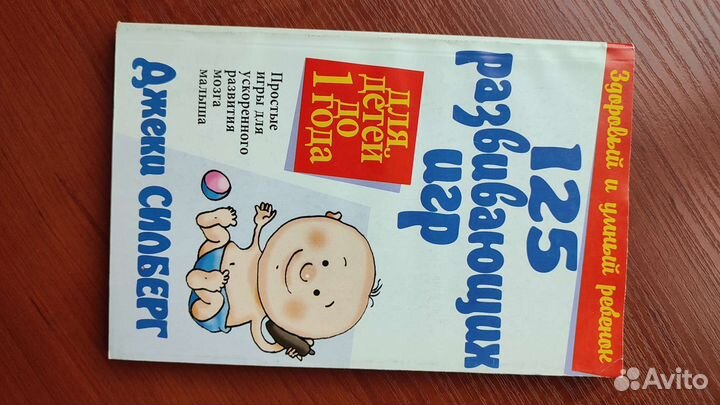 Здоровый и умный ребенок
125
развивающих
игр
для
детей
до
1 года
Простые
игры для
ускоренного
развития
мозга
малыша
Джеки СИЛБЕРГ
Avito